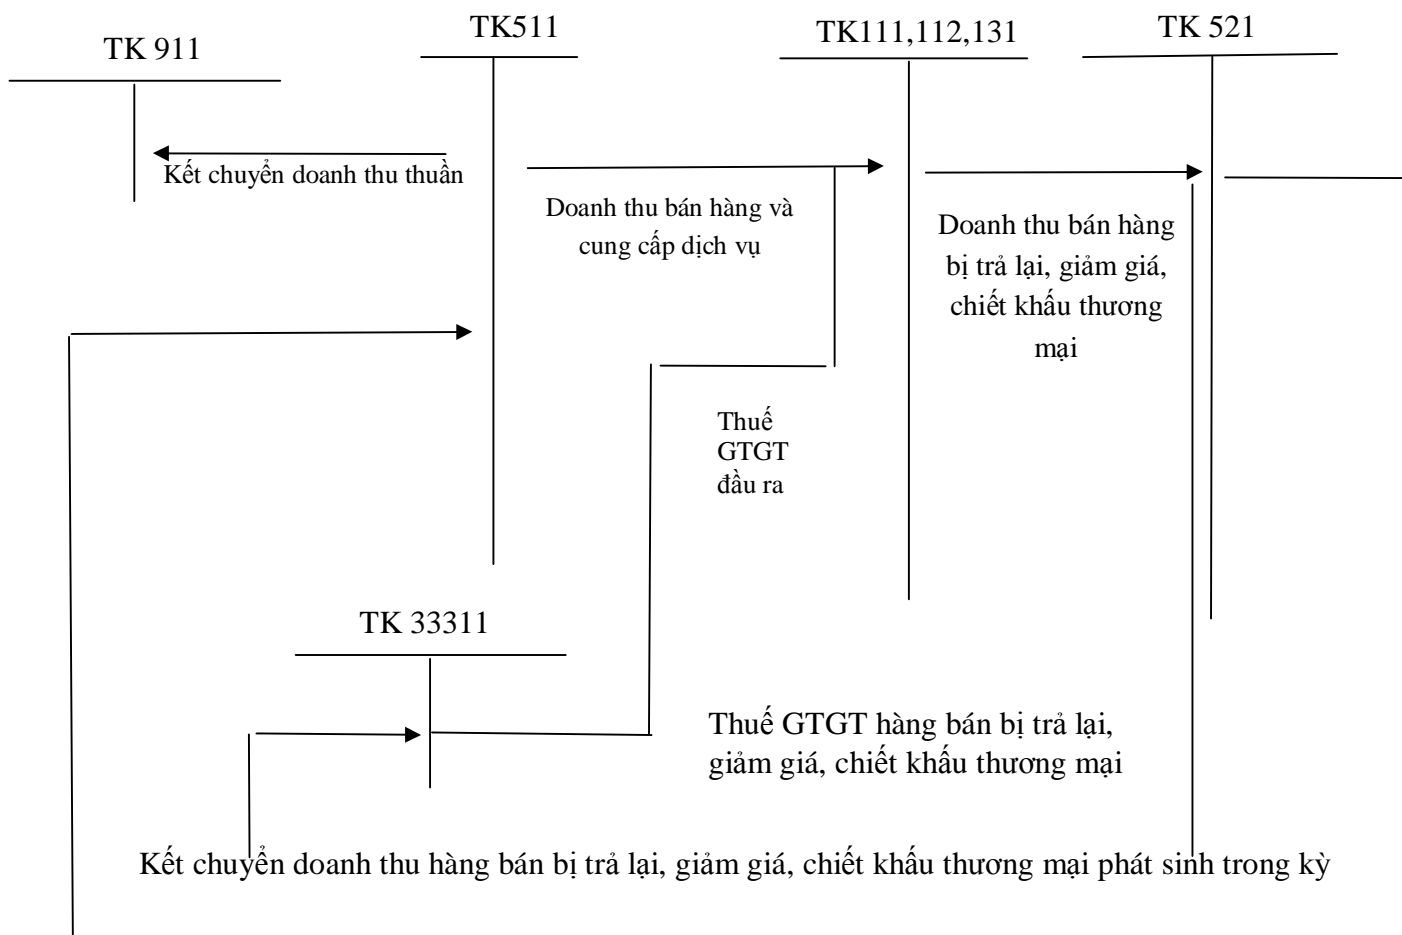 TK 911
TK511
TK111,112,131
TK 521
Kết chuyển doanh thu thuần
Doanh thu bán hàng và
cung cấp dịch vụ
Doanh thu bán hàng
bị trả lại, giảm giá,
chiết khấu thương
mại
Thuế
GTGT
đầu ra
TK 33311
Thuế GTGT hàng bán bị trả lại,
giảm giá, chiết khấu thương mại
Kết chuyển doanh thu hàng bán bị trả lại, giảm giá, chiết khấu thương mại phát sinh trong kỳ